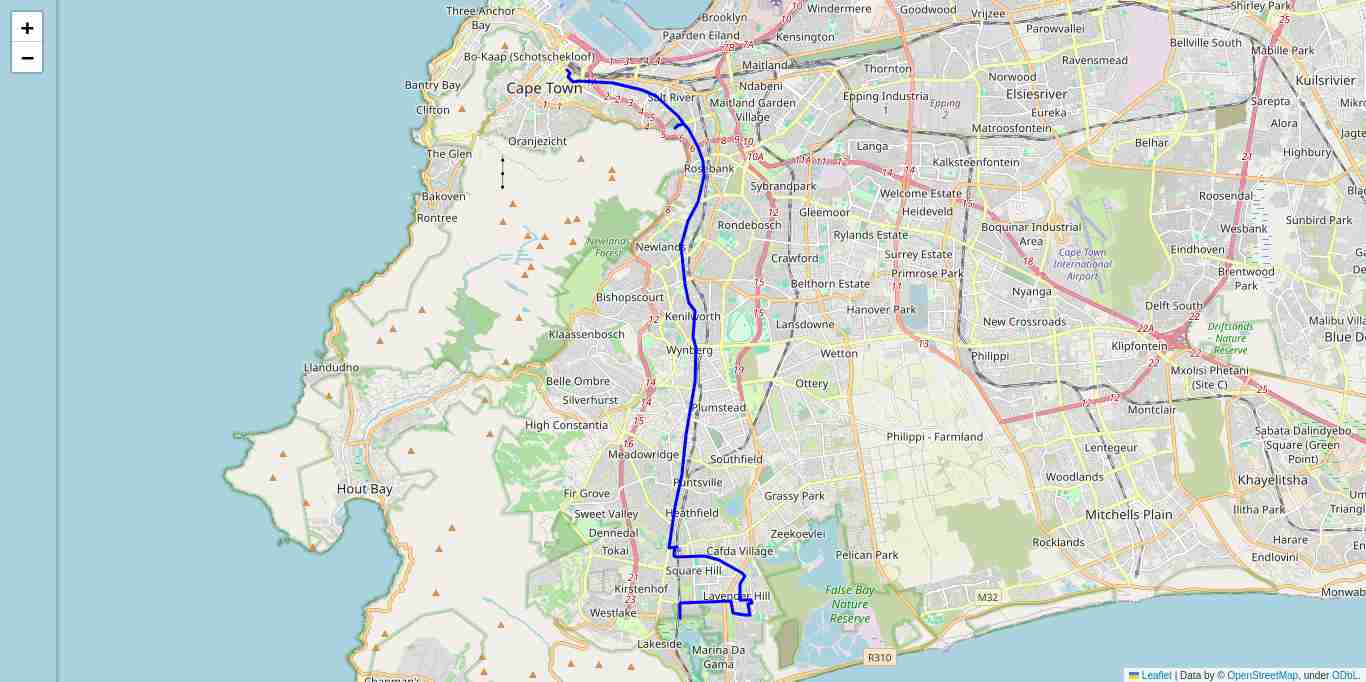 +
−
Three Anchor
Bay
Brooklyn
Windermere
Goodwood
Vrijzee
Shirley Park
Paarden Eiland
Kensington
Parowvallei
Bellville South
Mabille Park
Bo-Kaap (Schotschekloof)
Maitland
Thornton
Ravensmead
Bantry Bay
Cape Town
Salt River
Ndabeni
Norwood
Elsiesriver
Kuilsrivier
Clifton
Maitland Garden
Village
Epping Industria
1
Epping
2
Eureka
Sarepta
Oranjezicht
Matroosfontein
Alora
The Glen
Langa
Belhar
Highbury
Rosebank
Kalksteenfontein
Bakoven
Sybrandpark
Welcome Estate
Roosendal
Rontree
Gleemoor
Heideveld
Sunbird Park
Rondebosch
Rylands Estate
Boquinar Industrial
Area
Wesbank
Newlands
Newlands
Forest
Crawford
Surrey Estate
Cape Town
International
Airport
Eindhoven
Primrose Park
Brentwood
Park
Bishopscourt
Belthorn Estate
Nyanga
Delft South
Kenilworth
Hanover Park
New Crossroads
Klaassenbosch
Lansdowne
Driftsands
Nature
Reserve
Wynberg
Wetton
Philippi
Klipfontein
Llandudno
Belle Ombre
Ottery
Mxolisi Phetani
(Site C)
Silverhurst
Plumstead
Montclair
High Constantia
Philippi - Farmland
Sabata Dalindyebo
Square (Green
Point)
Meadowridge
Southfield
Lentegeur
Hout Bay
Fir Grove
Grassy Park
Woodlands
Khayelitsha
Sweet Valley
Heathfield
Mitchells Plain
Ilitha Park
Dennedal
Zeekoevlei
Tokai
Cafda Village
Pelican Park
Rocklands
Harare
Endlovini
Square Hill
Kirstenhof
Lavender Hill
False Bay
Nature
Reserve
M32
Westlake
Lakeside
Marina Da
Gama
R310
Leaflet | Data by © OpenStreetMap, under ODbL.